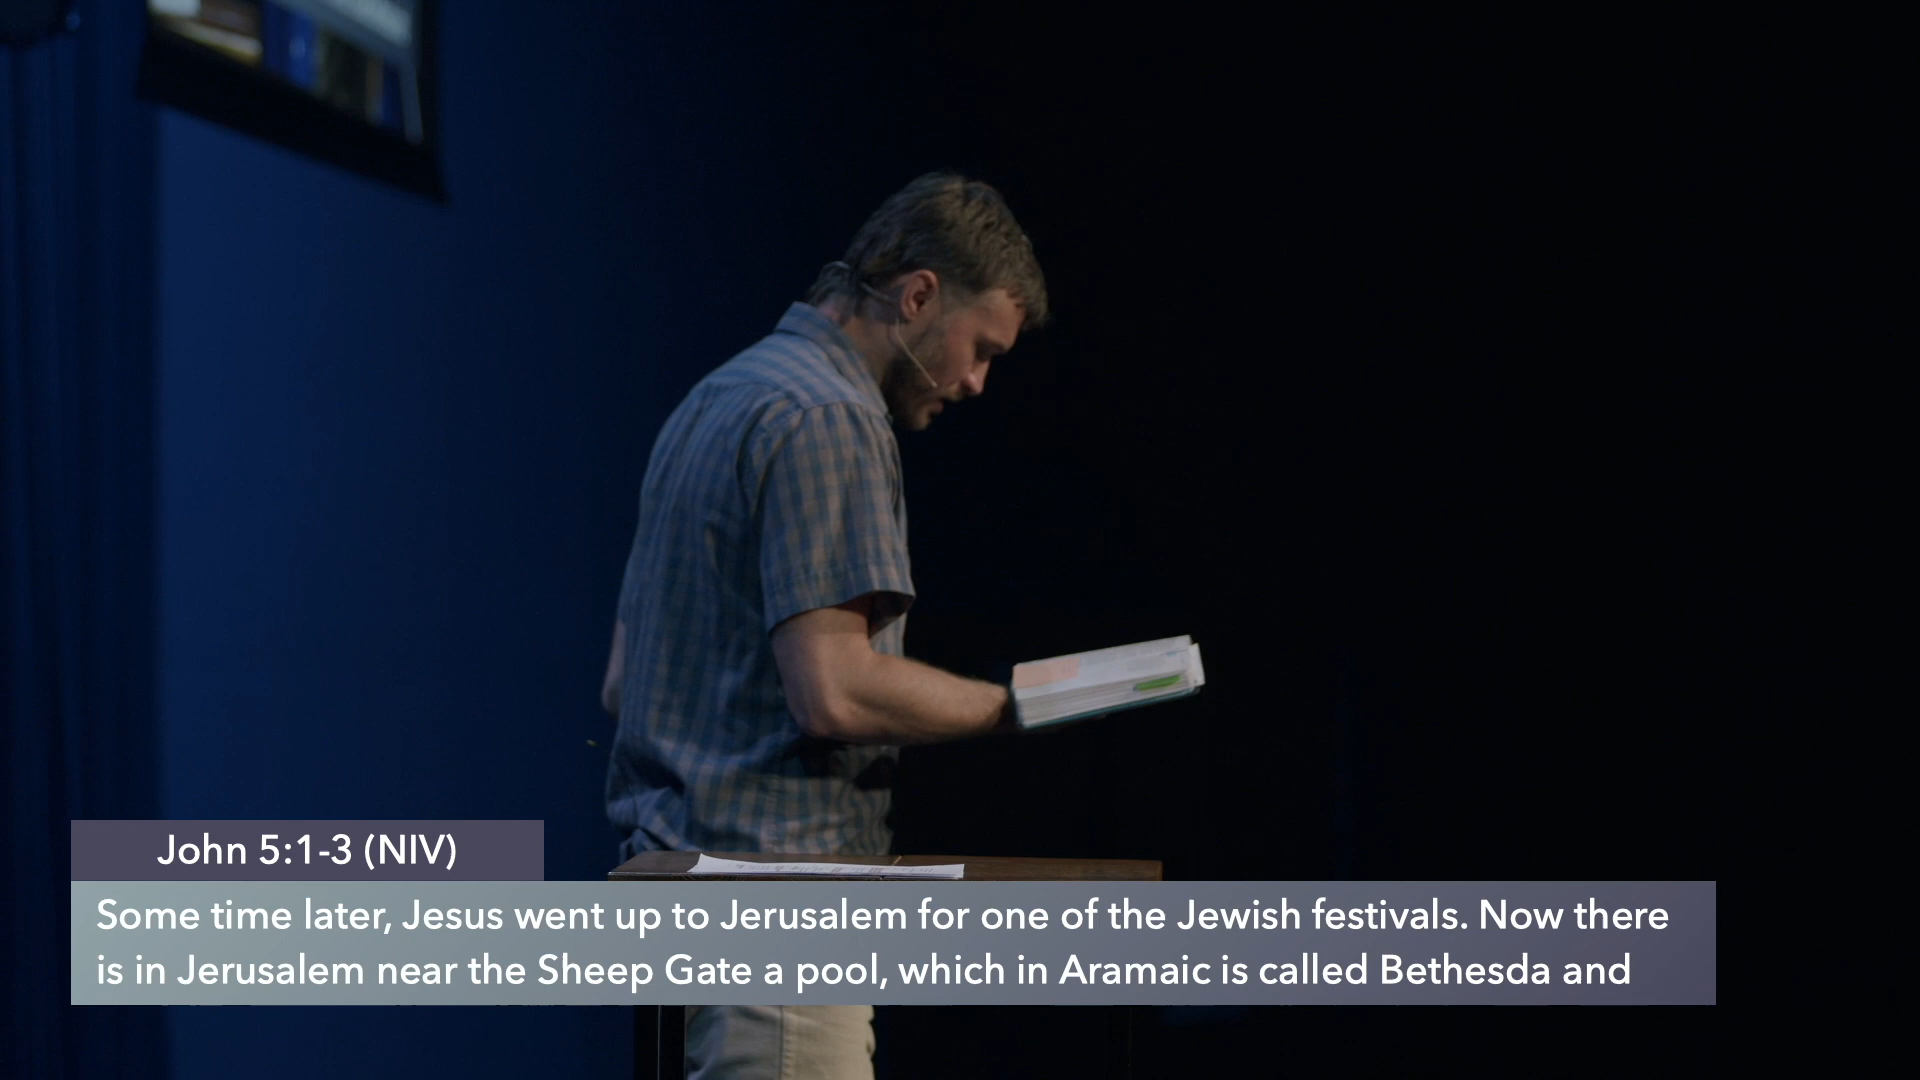 John 5:1-3 (NIV)
Some time later, Jesus went up to Jerusalem for one of the Jewish festivals. Now there
is in Jerusalem near the Sheep Gate a pool, which in Aramaic is called Bethesda and